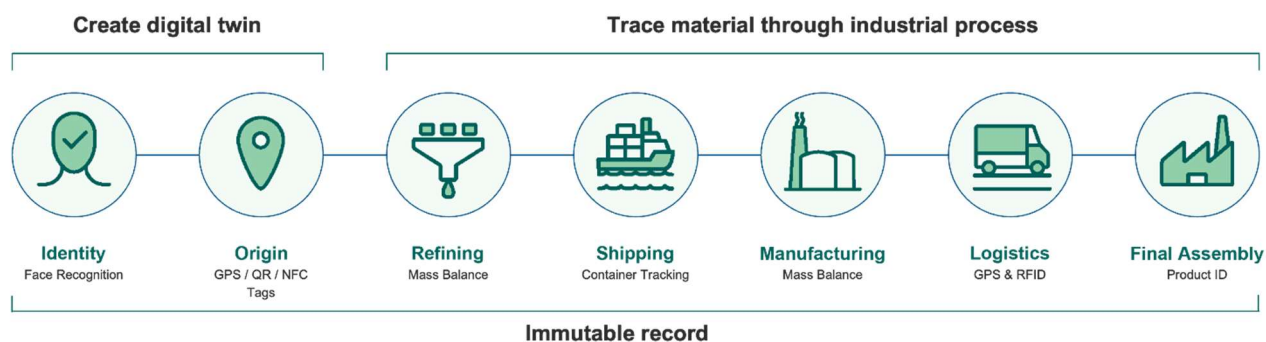 Create digital twin
Trace material through industrial process
Identity
Face Recognition
Origin
GPS / QR / NFC
Tags
Refining
Mass Balance
Shipping
Container Tracking
Manufacturing
Mass Balance
Logistics
GPS & RFID
Final Assembly
Product ID
Immutable record